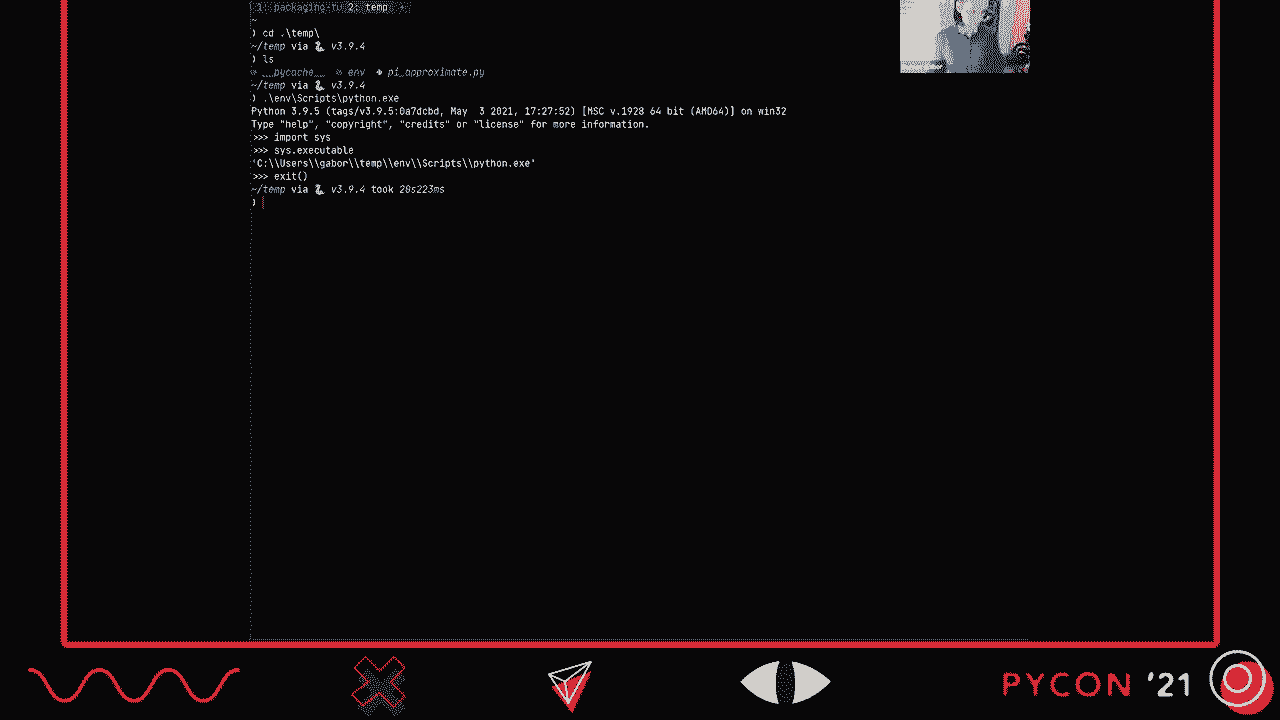 1: packaging-tu 2: temp +
~
) cd .\temp\
~/temp via v3.9.4
) ls
__pycache__ env pi_approximate.py
~/temp via v3.9.4
) .\env\Scripts\python.exe
Python 3.9.5 (tags/v3.9.5:0a7dcbd, May 3 2021, 17:27:52) [MSC v.1928 64 bit (AMD64)] on win32
Type "help", "copyright", "credits" or "license" for more information.
>>> import sys
>>> sys.executable
'C:\\Users\\gabor\\temp\\env\\Scripts\\python.exe'
>>> exit()
~/temp via v3.9.4 took 20s223ms
)
PYCON '21